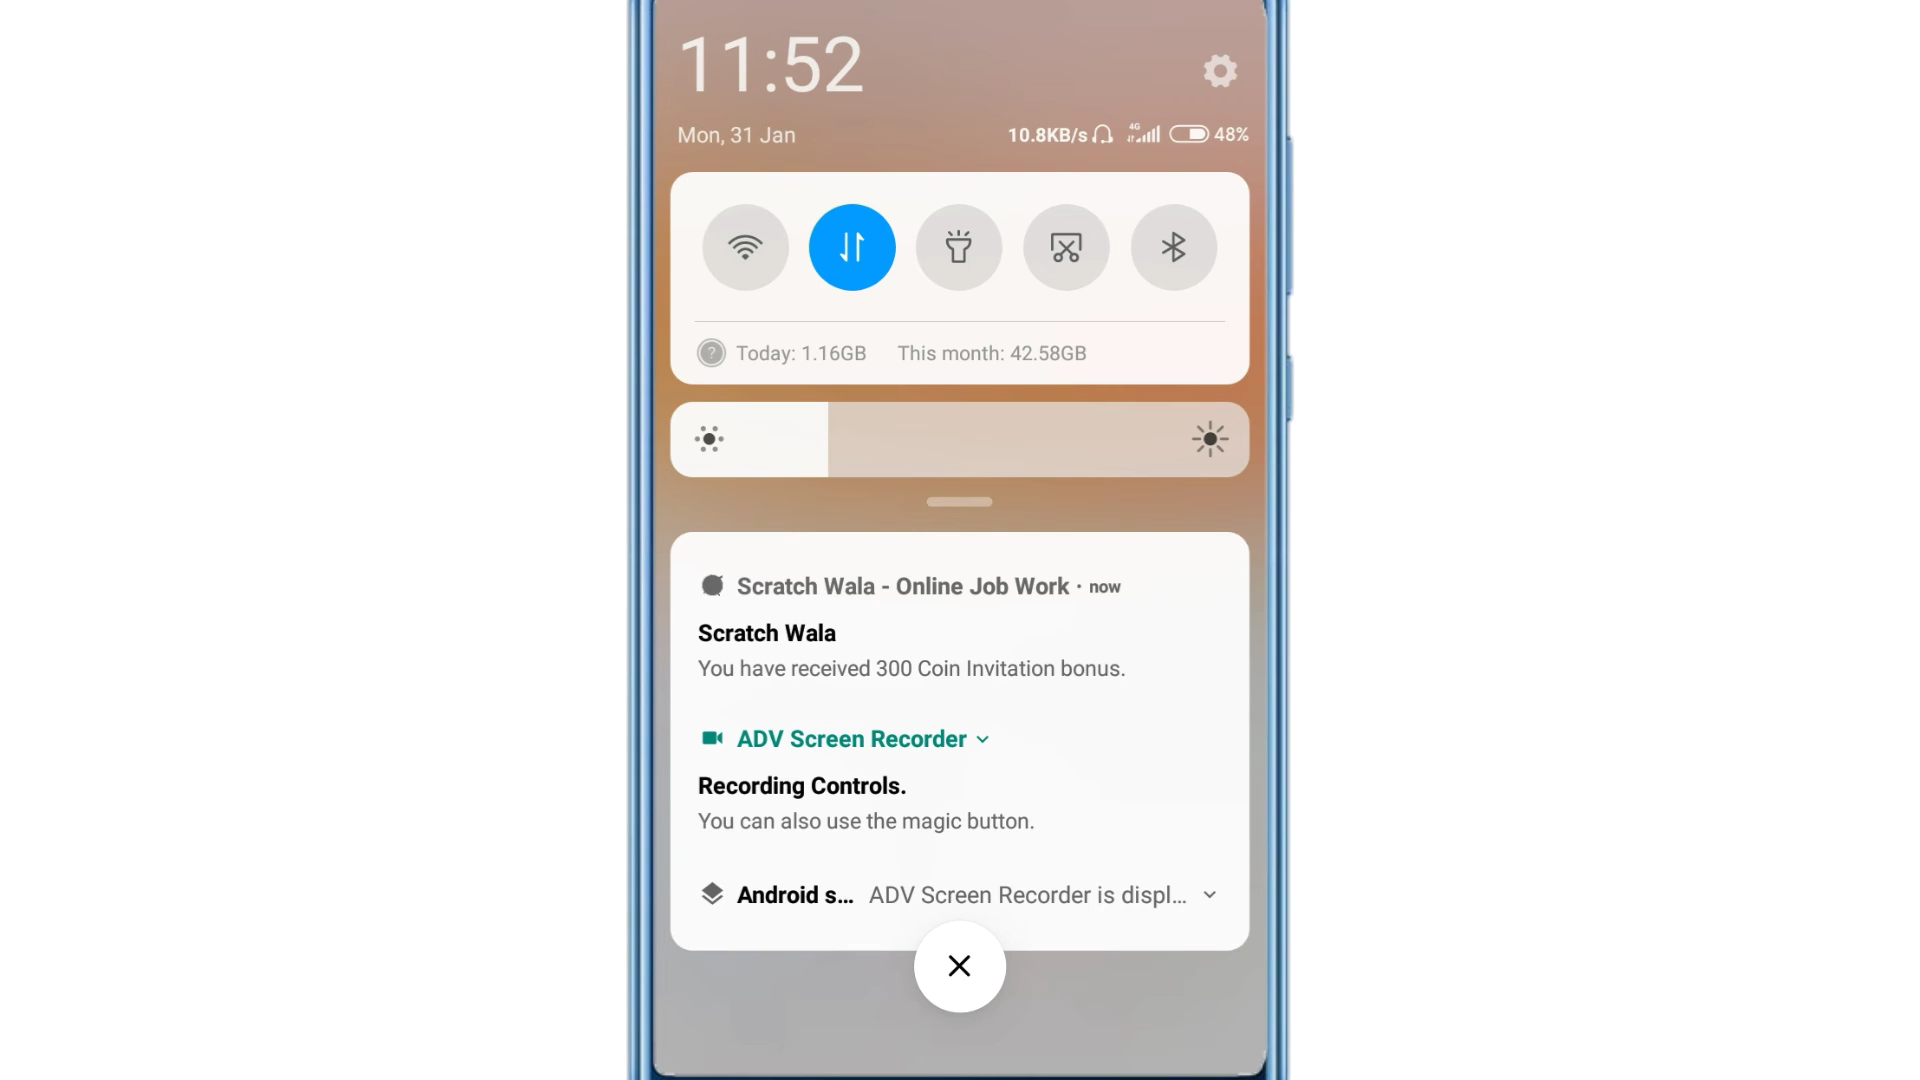 11:52
Mon, 31 Jan
10.8KB/s 4G 48%
Today: 1.16GB This month: 42.58GB
Scratch Wala - Online Job Work · now
Scratch Wala
You have received 300 Coin Invitation bonus.
ADV Screen Recorder
Recording Controls.
You can also use the magic button.
Android s... ADV Screen Recorder is displ...